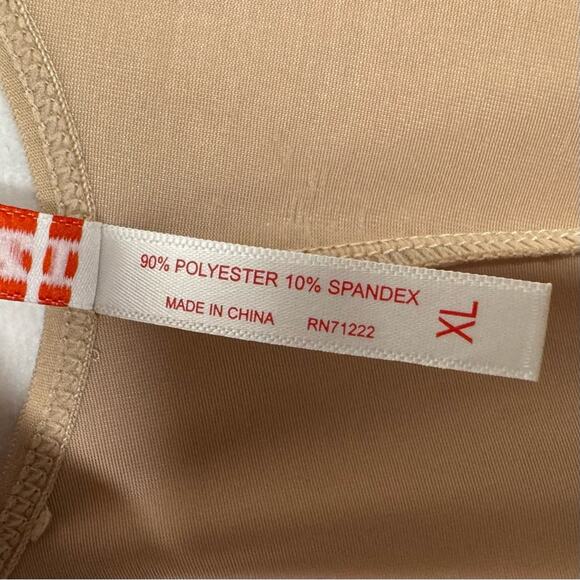 90% POLYESTER 10% SPANDEX
MADE IN CHINA RN71222
XL